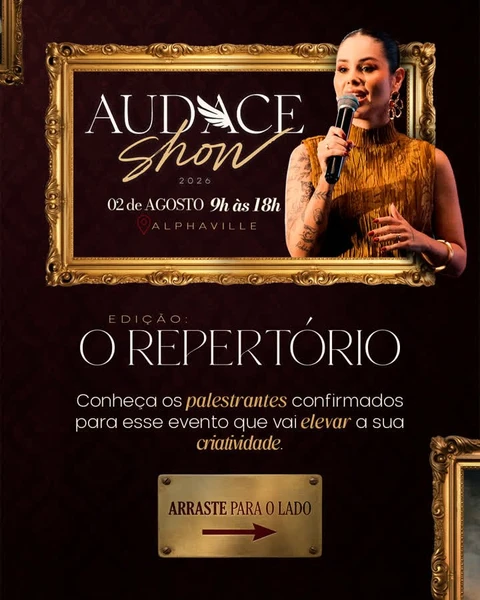 AUDACE
Show
2026
02 de AGOSTO 9h às 18h
ALPHAVILLE
EDIÇÃO:
O REPERTÓRIO
Conheça os palestrantes confirmados
para esse evento que vai elevar a sua
criatividade.
ARRASTE PARA O LADO